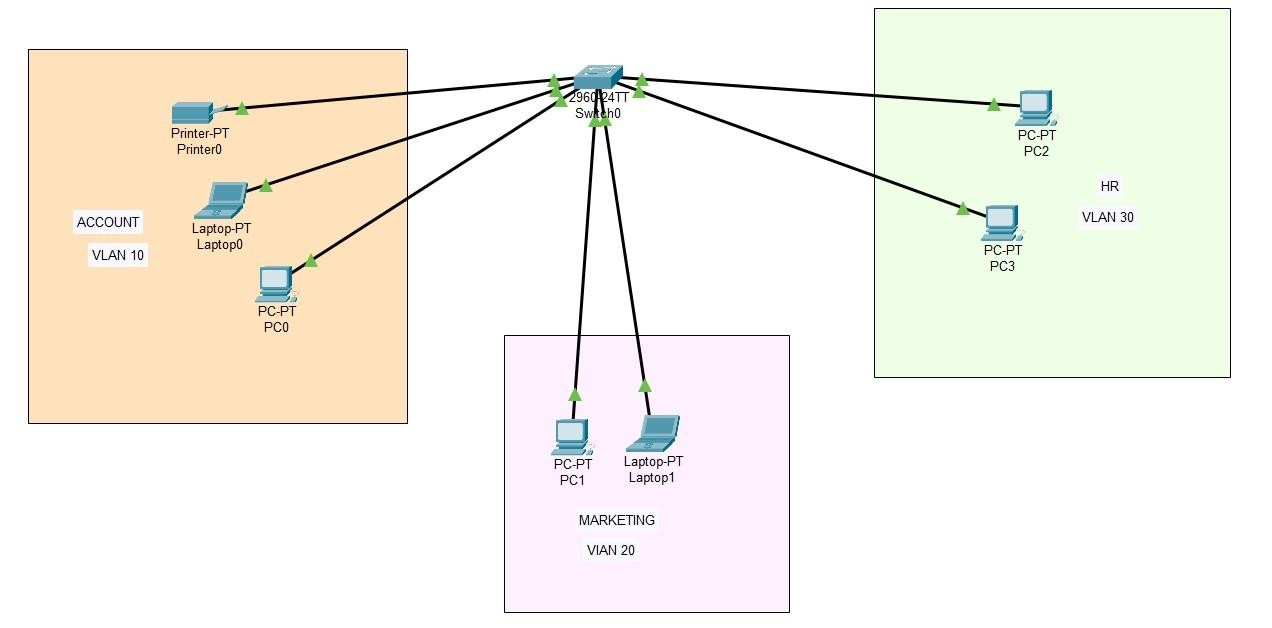 2960-24TT
Switch0
Printer-PT
Printer0
Laptop-PT
Laptop0
ACCOUNT
VLAN 10
PC-PT
PC0
PC-PT
PC1
Laptop-PT
Laptop1
MARKETING
VIAN 20
PC-PT
PC2
HR
VLAN 30
PC-PT
PC3